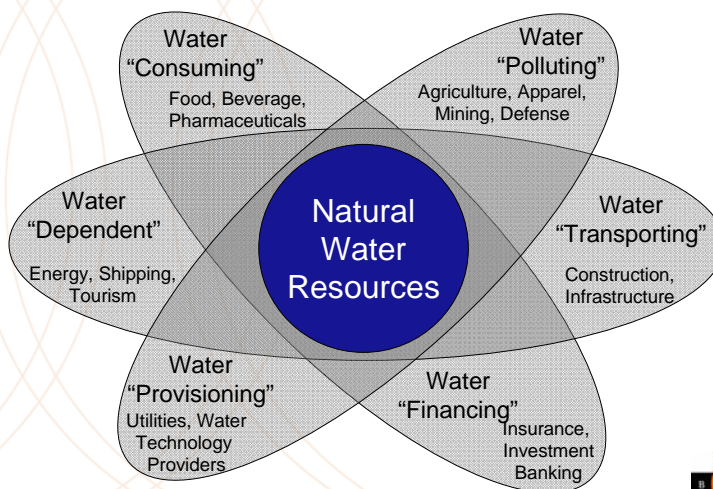 Water
“Consuming”
Food, Beverage,
Pharmaceuticals
Water
“Polluting”
Agriculture, Apparel,
Mining, Defense
Water
“Dependent”
Energy, Shipping,
Tourism
Natural
Water
Resources
Water
“Transporting”
Construction,
Infrastructure
Water
“Provisioning”
Utilities, Water
Technology
Providers
Water
“Financing”
Insurance,
Investment
Banking
B